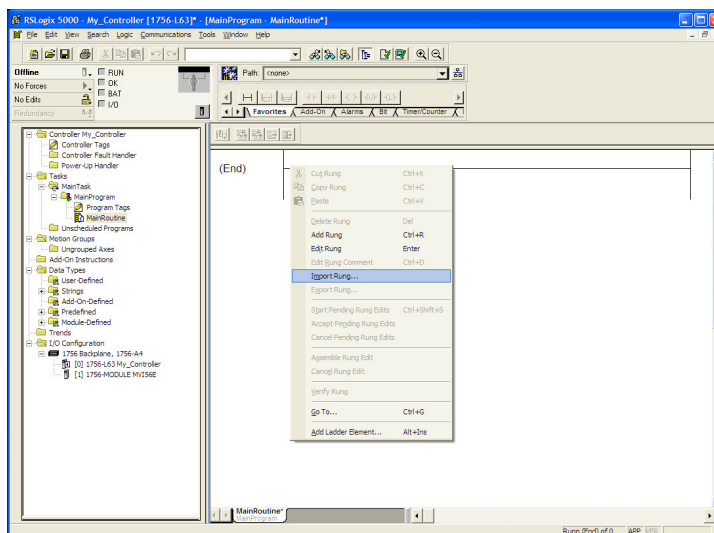 RSLogix 5000 - My_Controller [1756-L63]* - [MainProgram - MainRoutine*]
File Edit View Search Logic Communications Tools Window Help
Offline
RUN
No Forces
OK
No Edits
BAT
Redundancy
I/O
Path: <none>
Favorites Add-On Alarms Bit Timer/Counter
Controller My_Controller
Controller Tags
Controller Fault Handler
Power-Up Handler
Tasks
MainTask
MainProgram
Program Tags
MainRoutine
Unscheduled Programs
Motion Groups
Ungrouped Axes
Add-On Instructions
Data Types
User-Defined
Strings
Add-On-Defined
Predefined
Module-Defined
Trends
I/O Configuration
1756 Backplane, 1756-A4
[0] 1756-L63 My_Controller
[1] 1756-MODULE MVI56E
(End)
Cut Rung Ctrl+X
Copy Rung Ctrl+C
Paste Ctrl+V
Delete Rung Del
Add Rung Ctrl+R
Edit Rung Enter
Edit Rung Comment Ctrl+D
Import Rung...
Export Rung...
Start Pending Rung Edits Ctrl+Shift+S
Accept Pending Rung Edits
Cancel Pending Rung Edits
Assemble Rung Edit
Cancel Rung Edit
Verify Rung
Go To... Ctrl+G
Add Ladder Element... Alt+Ins
MainRoutine*
MainProgram
Rung (End) of 0 APP VER